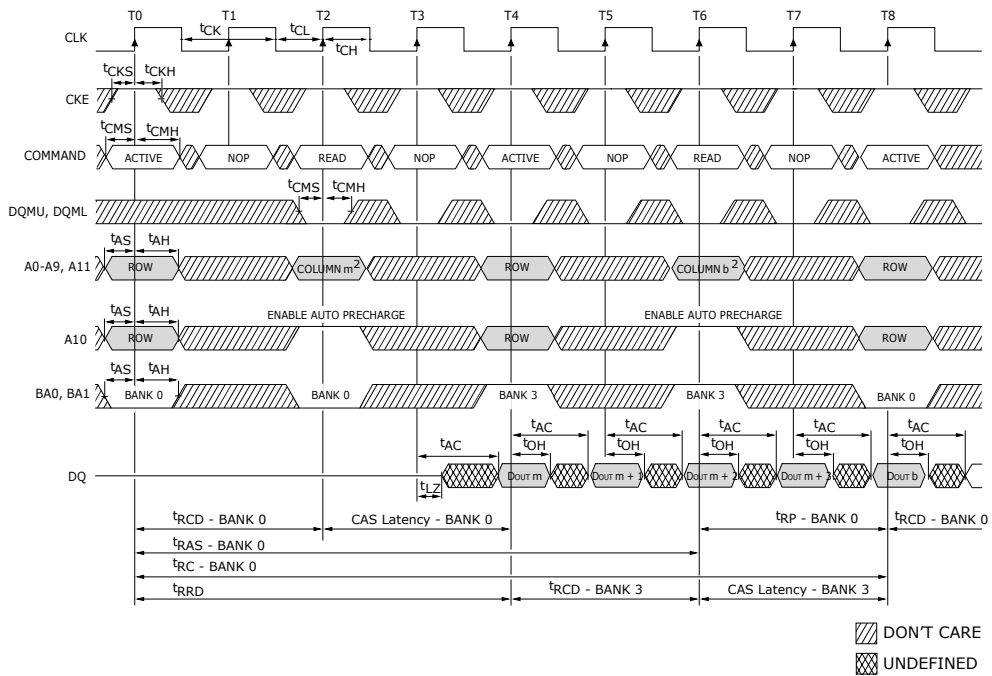 T0 T1 T2 T3 T4 T5 T6 T7 T8
CLK tCK tCL tCH
tCKS tCKH
CKE
tCMS tCMH
COMMAND ACTIVE NOP READ NOP ACTIVE NOP READ NOP ACTIVE
tCMS tCMH
DQMU, DQML
tAS tAH
A0-A9, A11 ROW COLUMN m2 ROW COLUMN b2 ROW
tAS tAH ENABLE AUTO PRECHARGE ENABLE AUTO PRECHARGE
A10 ROW ROW ROW
tAS tAH
BA0, BA1 BANK 0 BANK 0 BANK 3 BANK 3 BANK 0
tAC tAC tAC tAC tAC tAC
tOH tOH tOH tOH tOH
DQ DOUT m DOUT m + 1 DOUT m + 2 DOUT m + 3 DOUT b
tLZ
tRCD - BANK 0 CAS Latency - BANK 0 tRP - BANK 0 tRCD - BANK 0
tRAS - BANK 0
tRC - BANK 0
tRRD tRCD - BANK 3 CAS Latency - BANK 3
DON'T CARE
UNDEFINED